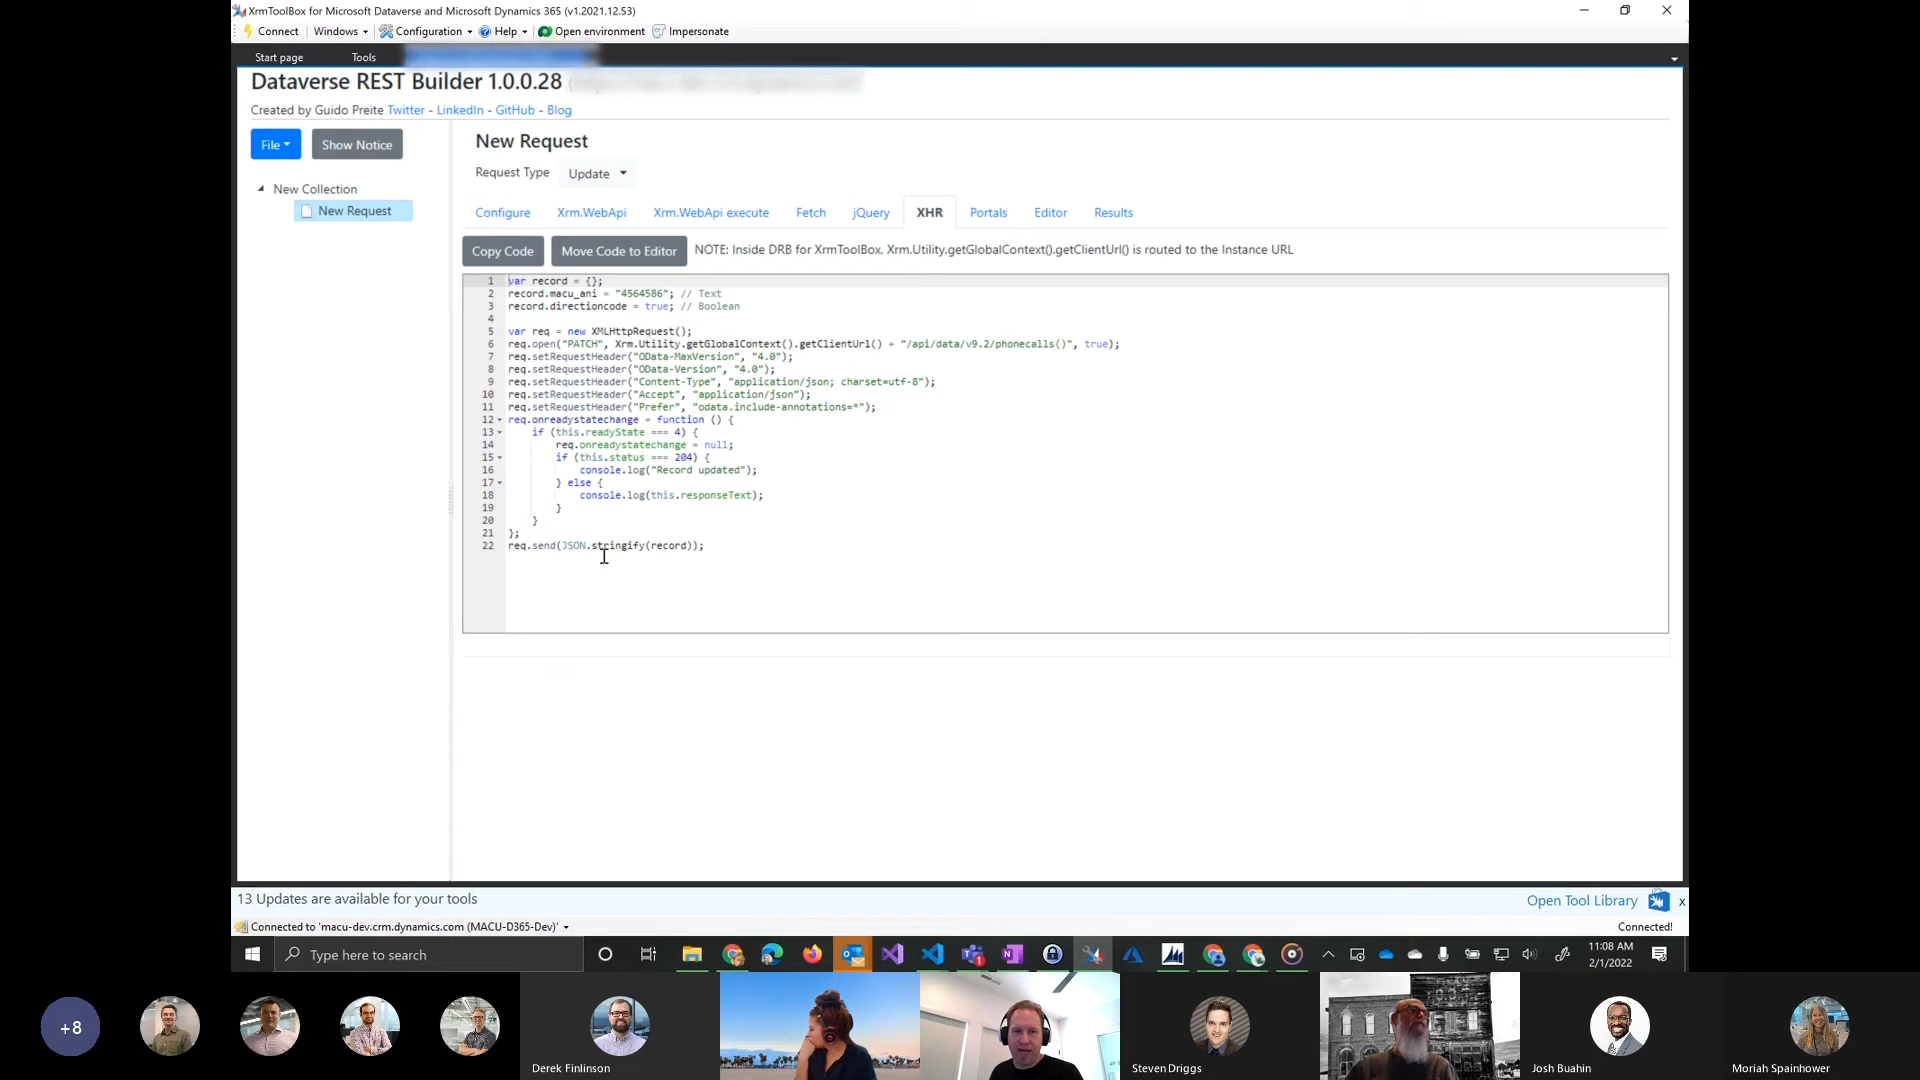 XrmToolBox for Microsoft Dataverse and Microsoft Dynamics 365 (v1.2021.12.53)
Connect Windows Configuration Help Open environment Impersonate
Start page Tools
Dataverse REST Builder 1.0.0.28
Created by Guido Preite Twitter - LinkedIn - GitHub - Blog
File Show Notice
New Collection
New Request
New Request
Request Type Update
Configure Xrm.WebApi Xrm.WebApi execute Fetch jQuery XHR Portals Editor Results
Copy Code Move Code to Editor NOTE: Inside DRB for XrmToolBox, Xrm.Utility.getGlobalContext().getClientUrl() is routed to the Instance URL
1 var record = {};
2 record.macu_ani = "4564586"; // Text
3 record.directioncode = true; // Boolean
4
5 var req = new XMLHttpRequest();
6 req.open("PATCH", Xrm.Utility.getGlobalContext().getClientUrl() + "/api/data/v9.2/phonecalls()", true);
7 req.setRequestHeader("OData-MaxVersion", "4.0");
8 req.setRequestHeader("OData-Version", "4.0");
9 req.setRequestHeader("Content-Type", "application/json; charset=utf-8");
10 req.setRequestHeader("Accept", "application/json");
11 req.setRequestHeader("Prefer", "odata.include-annotations=*");
12 req.onreadystatechange = function () {
13 if (this.readyState === 4) {
14 req.onreadystatechange = null;
15 if (this.status === 204) {
16 console.log("Record updated");
17 } else {
18 console.log(this.responseText);
19 }
20 }
21 };
22 req.send(JSON.stringify(record));
13 Updates are available for your tools
Open Tool Library x
Connected to 'macu-dev.crm.dynamics.com (MACU-D365-Dev)'
Connected!
Type here to search
11:08 AM
2/1/2022
+8
Derek Finlinson
Steven Driggs
Josh Buahin
Moriah Spainhower